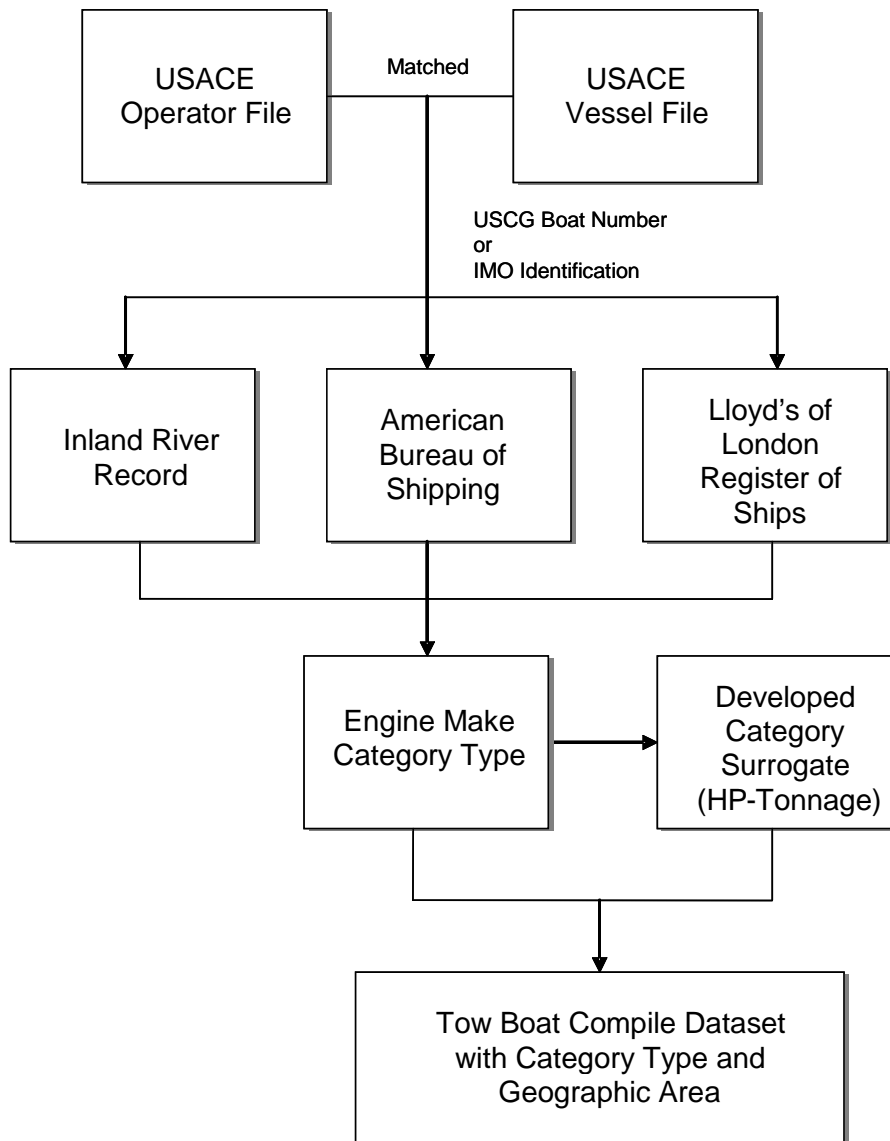 USACE
Operator File
Matched
USACE
Vessel File
USCG Boat Number
or
IMO Identification
Inland River
Record
American
Bureau of
Shipping
Lloyd's of
London
Register of
Ships
Engine Make
Category Type
Developed
Category
Surrogate
(HP-Tonnage)
Tow Boat Compile Dataset
with Category Type and
Geographic Area